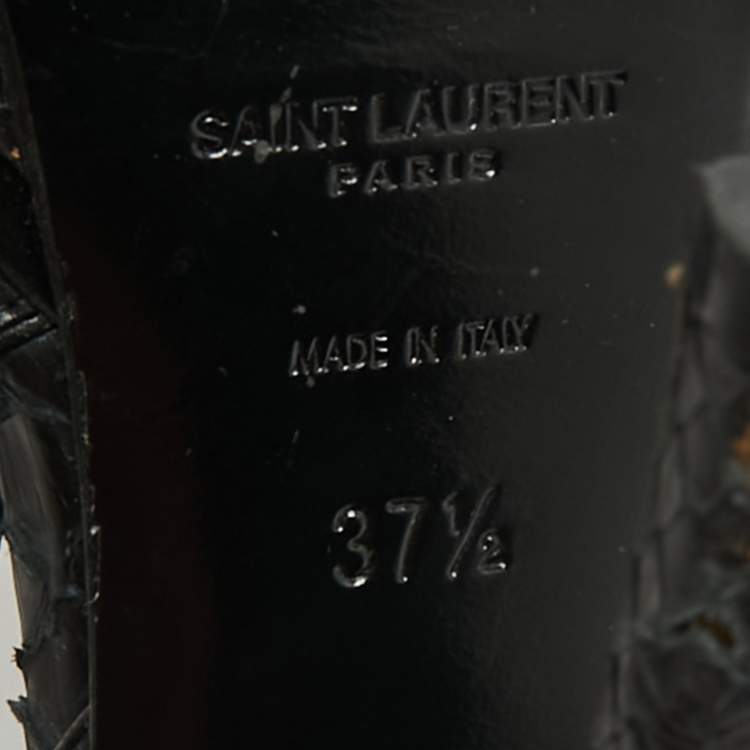 SAINT LAURENT
PARIS
MADE IN ITALY
37½